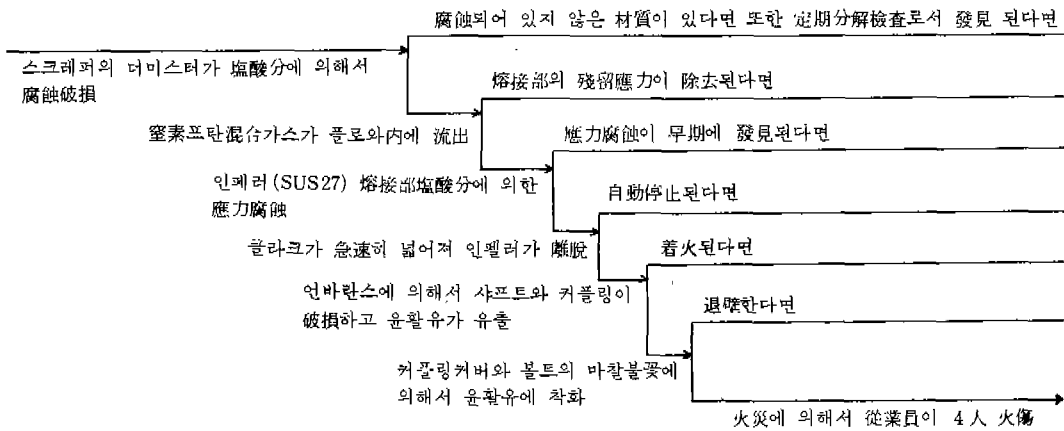 腐蝕되어 있지 않은 材質이 있다면 또한 定期分解檢査로서 發見 된다면
스크레퍼의 더미스터가 塩酸分에 의해서
腐蝕破損
熔接部의 殘留應力이 除去된다면
窒素프탄混合가스가 플로와內에 流出
應力腐蝕이 早期에 發見된다면
인페러(SUS27) 熔接部塩酸分에 의한
應力腐蝕
自動停止된다면
클라크가 急速히 넓어져 인펠러가 離脫
着火된다면
언바란스에 의해서 샤프트와 커플링이
破損하고 윤활유가 유출
退壁한다면
커플링커버와 볼트의 마찰불꽃에
의해서 윤활유에 착화
火災에 의해서 從業員이 4人 火傷